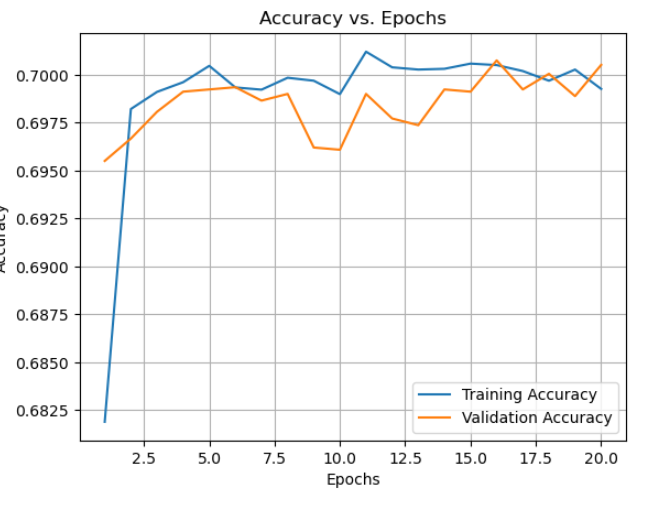 Accuracy vs. Epochs
0.7000
0.6975
0.6950
0.6925
0.6900
0.6875
0.6850
0.6825
Accuracy
Training Accuracy
Validation Accuracy
2.5 5.0 7.5 10.0 12.5 15.0 17.5 20.0
Epochs